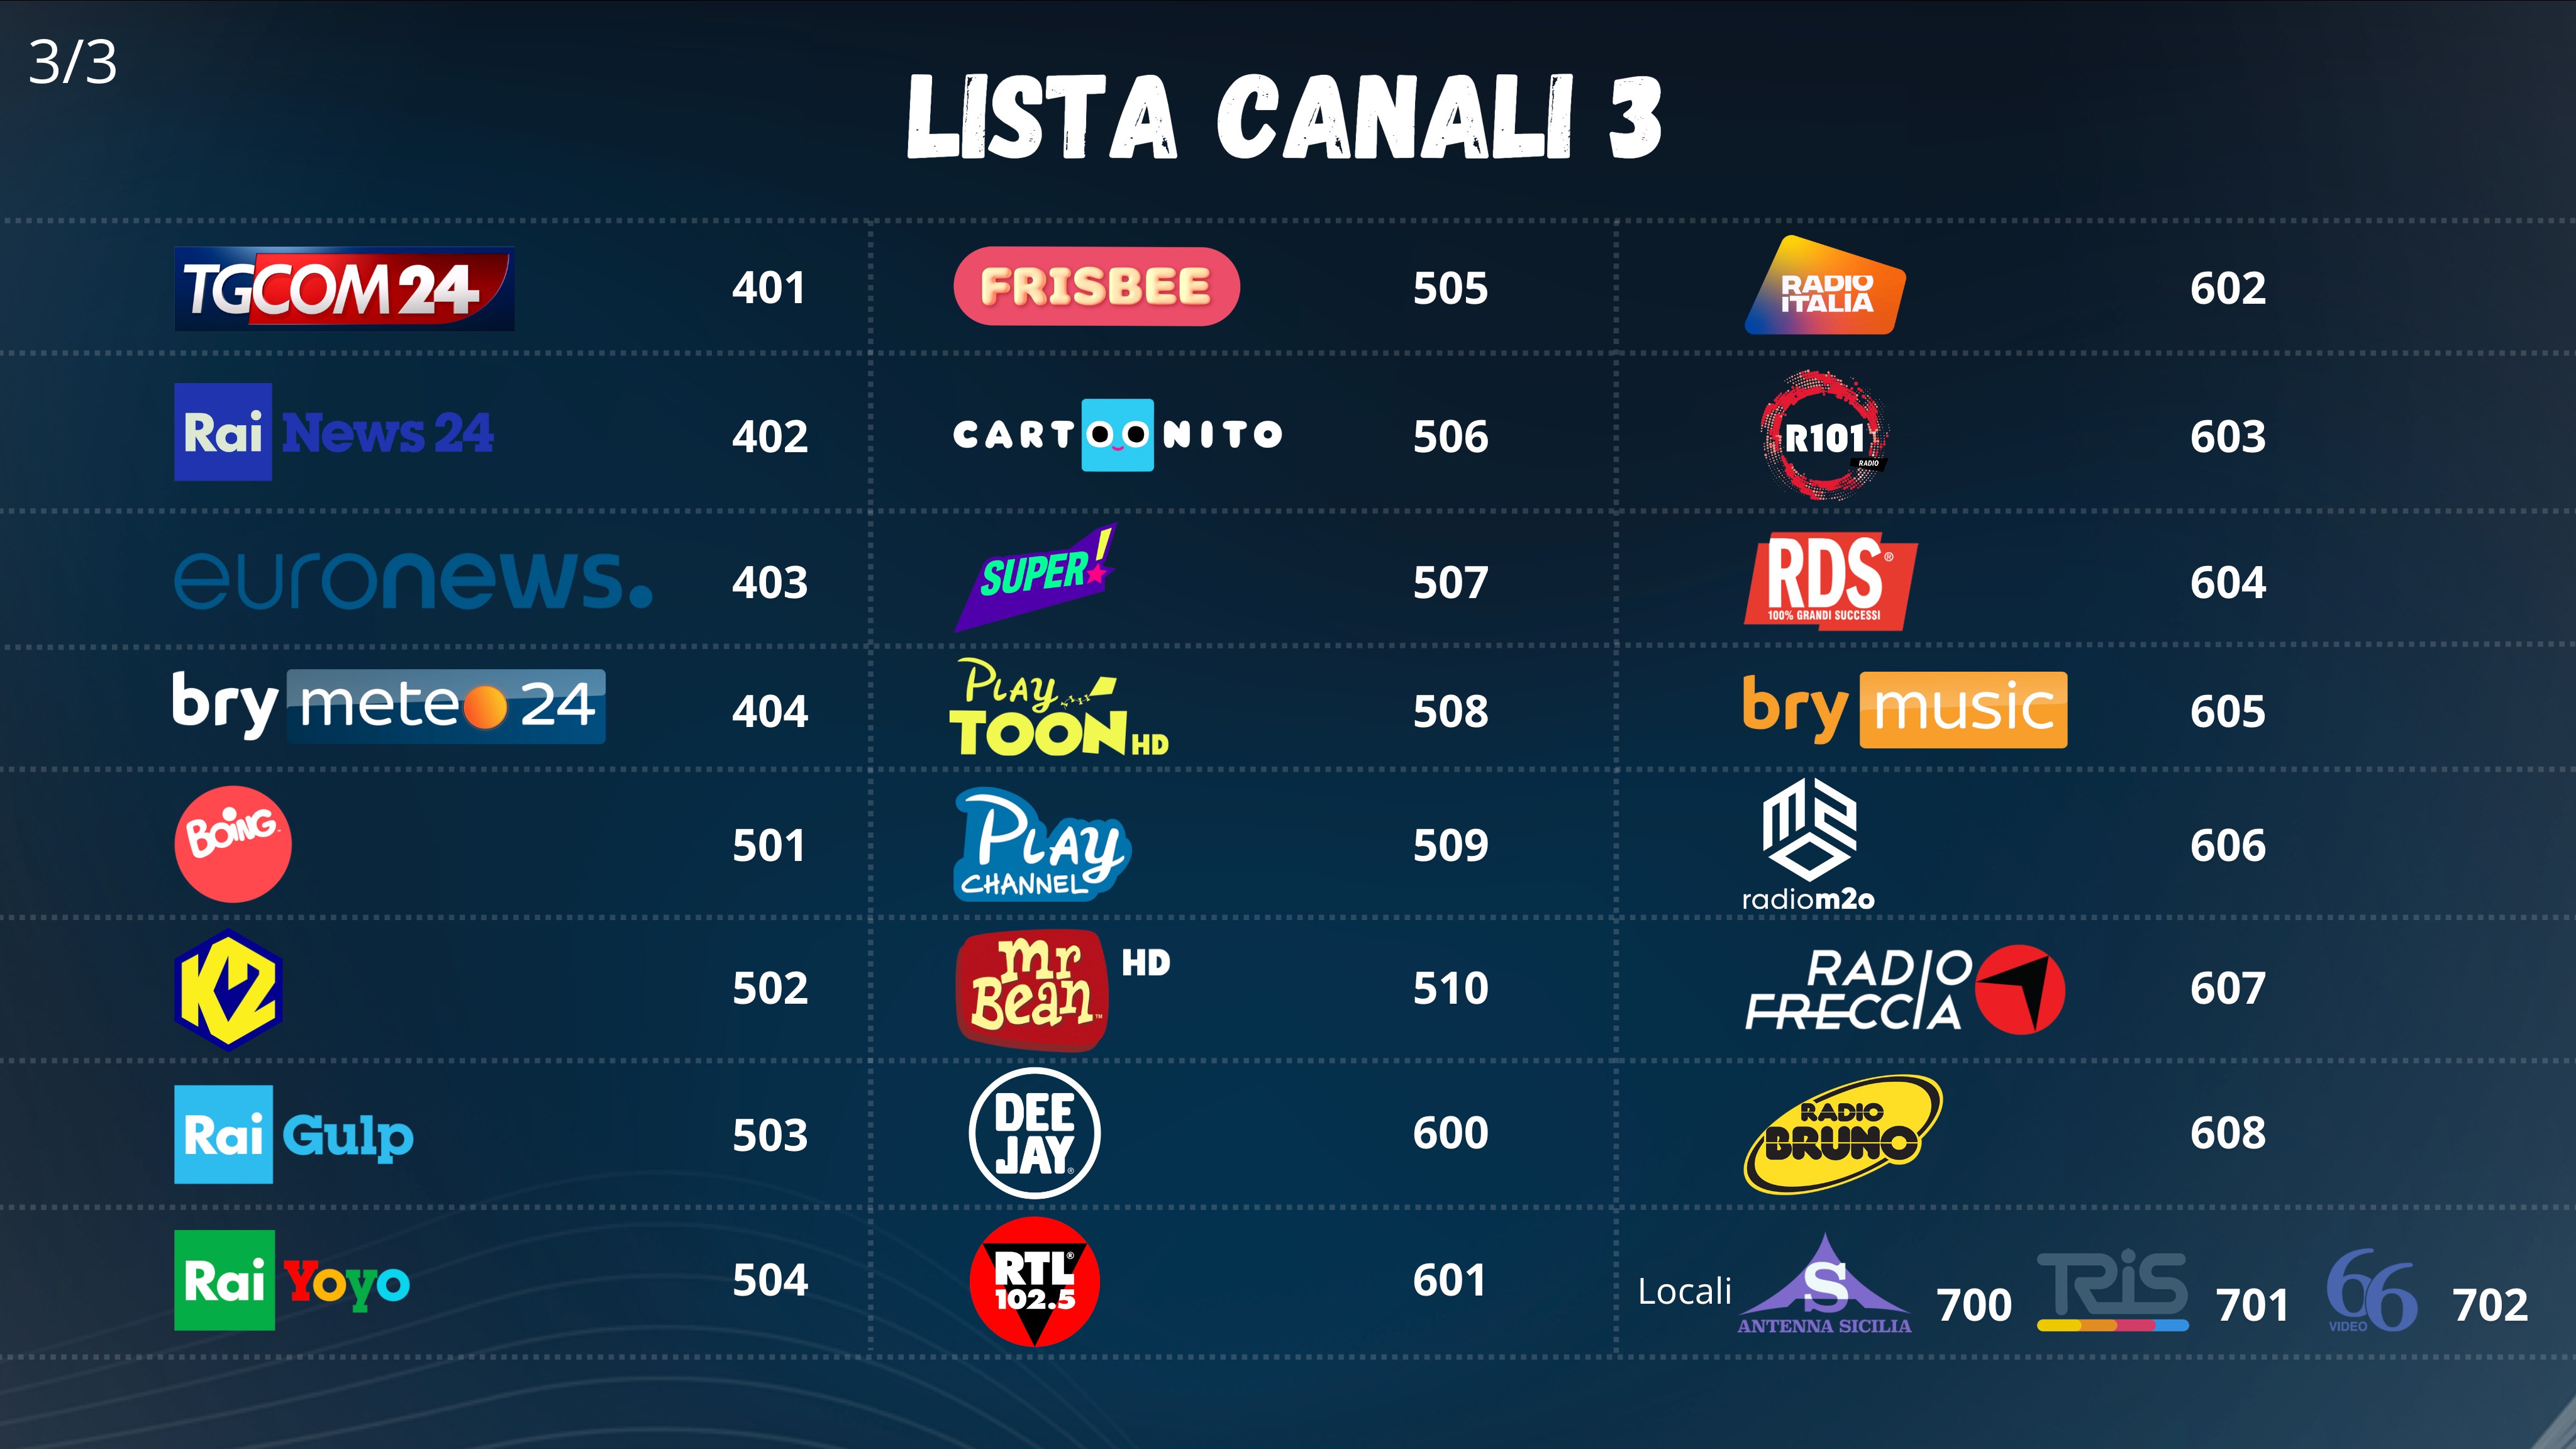 3/3
LISTA CANALI 3
TGCOM24 401
Rai News 24 402
euronews. 403
bry meteo 24 404
BOING 501
K2 502
Rai Gulp 503
Rai Yoyo 504
FRISBEE 505
CARTOONITO 506
SUPER! 507
PLAY TOON HD 508
PLAY CHANNEL 509
mr Bean™ HD 510
DEEJAY® 600
RTL® 102.5 601
RADIO ITALIA 602
R101 RADIO 603
RDS® 100% GRANDI SUCCESSI 604
bry music 605
m2o radiom2o 606
RADIO FRECCIA 607
RADIO BRUNO 608
Locali S ANTENNA SICILIA 700 TRIS 701 66 VIDEO 702